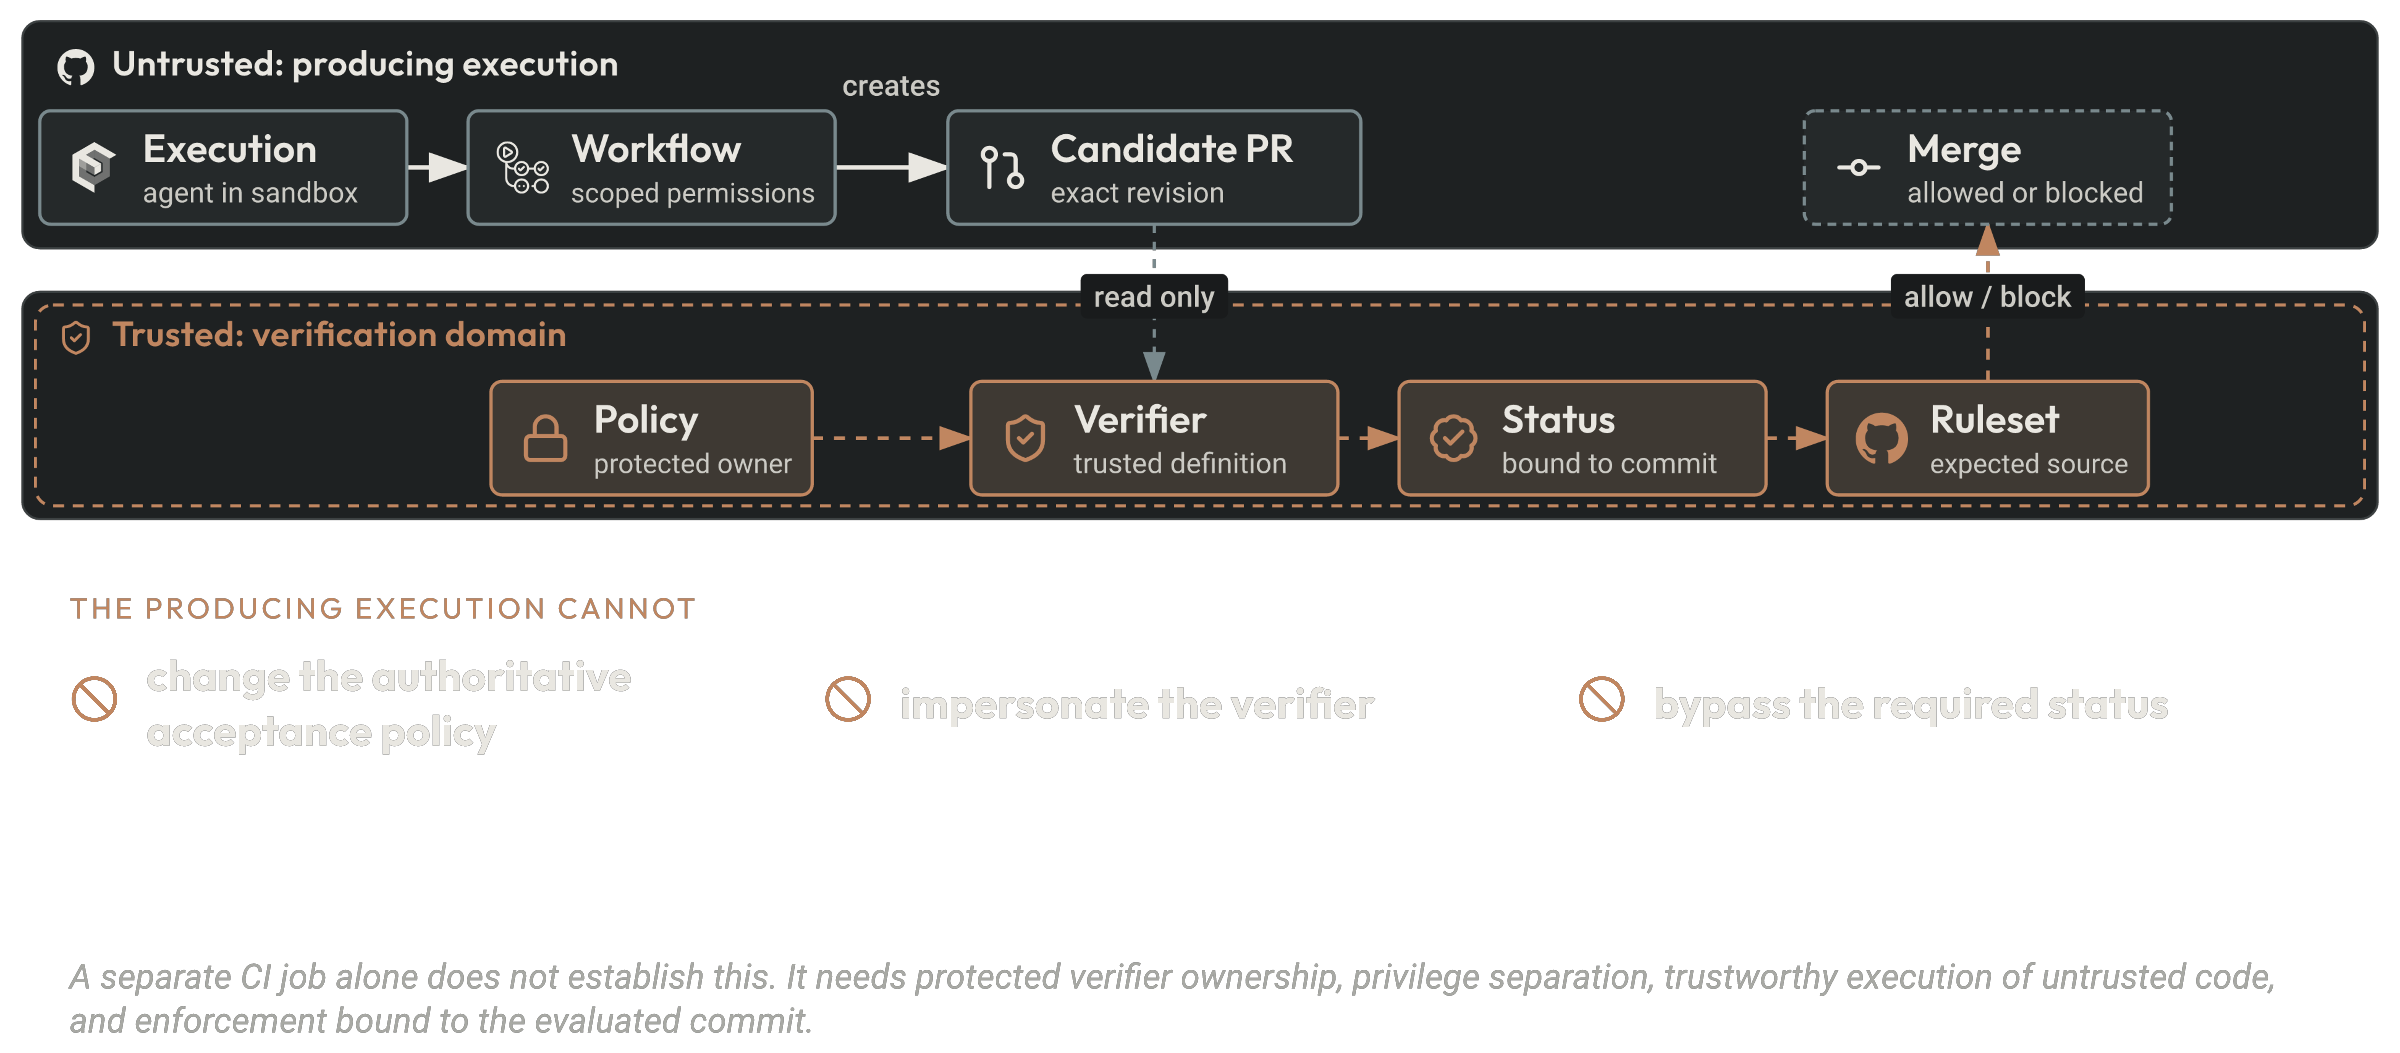 Untrusted: producing execution
creates
Execution
agent in sandbox
Workflow
scoped permissions
Candidate PR
exact revision
Merge
allowed or blocked
read only
allow / block
Trusted: verification domain
Policy
protected owner
Verifier
trusted definition
Status
bound to commit
Ruleset
expected source
THE PRODUCING EXECUTION CANNOT
change the authoritative
acceptance policy
impersonate the verifier
bypass the required status
A separate CI job alone does not establish this. It needs protected verifier ownership, privilege separation, trustworthy execution of untrusted code,
and enforcement bound to the evaluated commit.